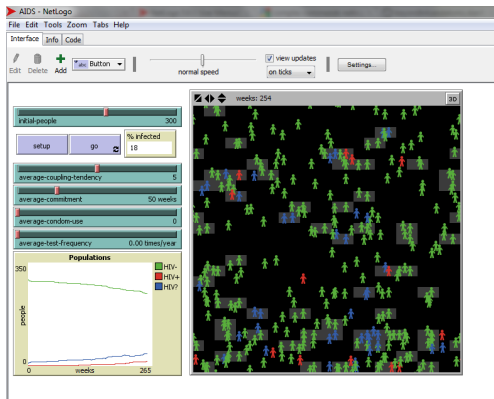 AIDS - NetLogo
File Edit Tools Zoom Tabs Help
Interface Info Code
Edit Delete Add
abc Button
normal speed
view updates
on ticks
Settings...
weeks: 254
3D
initial-people 300
setup
go
% infected
18
average-coupling-tendency 5
average-commitment 50 weeks
average-condom-use 0
average-test-frequency 0.00 times/year
Populations
350
people
0
0 weeks 265
HIV-
HIV+
HIV?